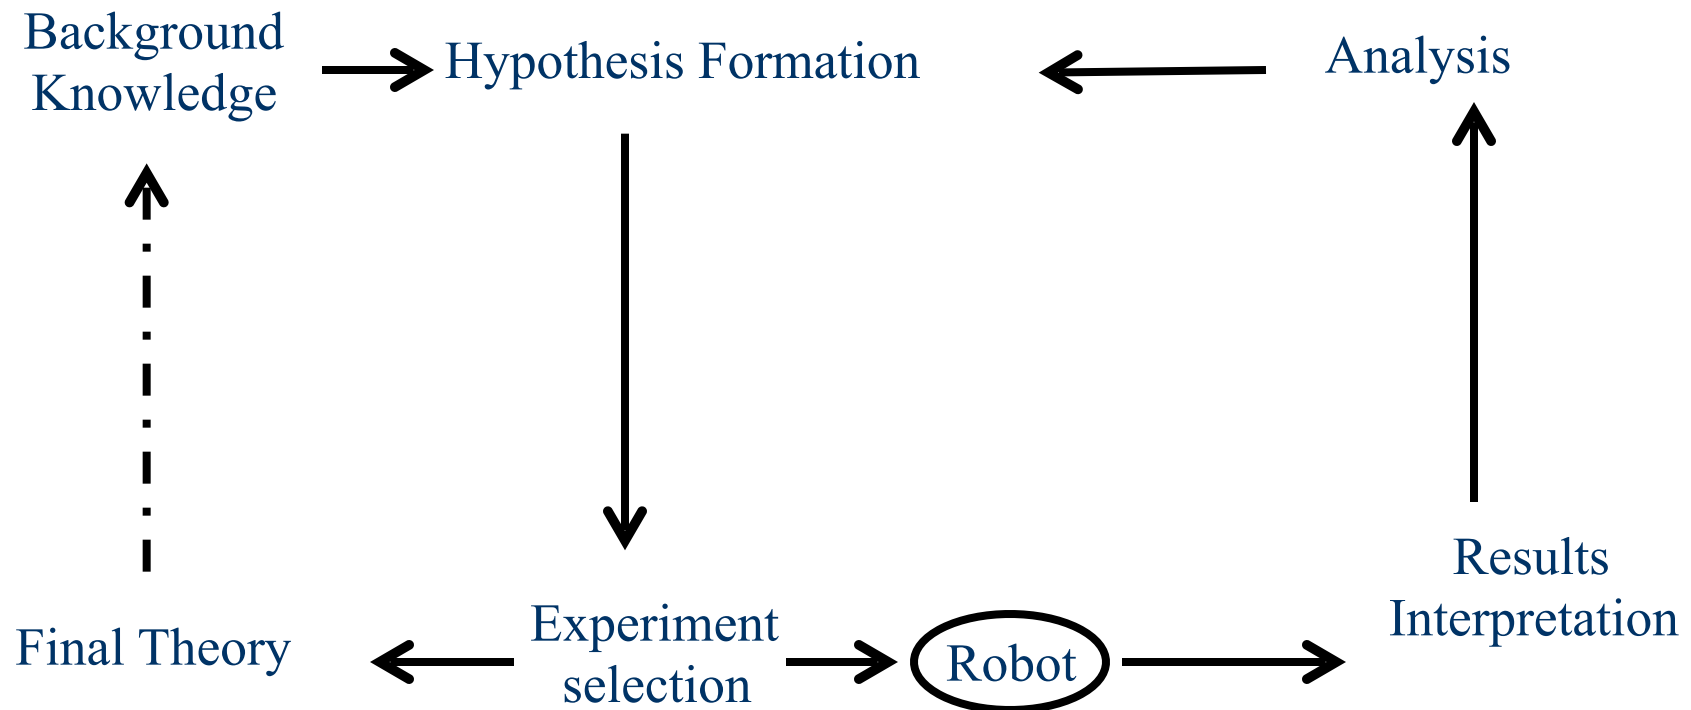 Background
Knowledge
Hypothesis Formation
Analysis
Results
Interpretation
Final Theory
Experiment
selection
Robot